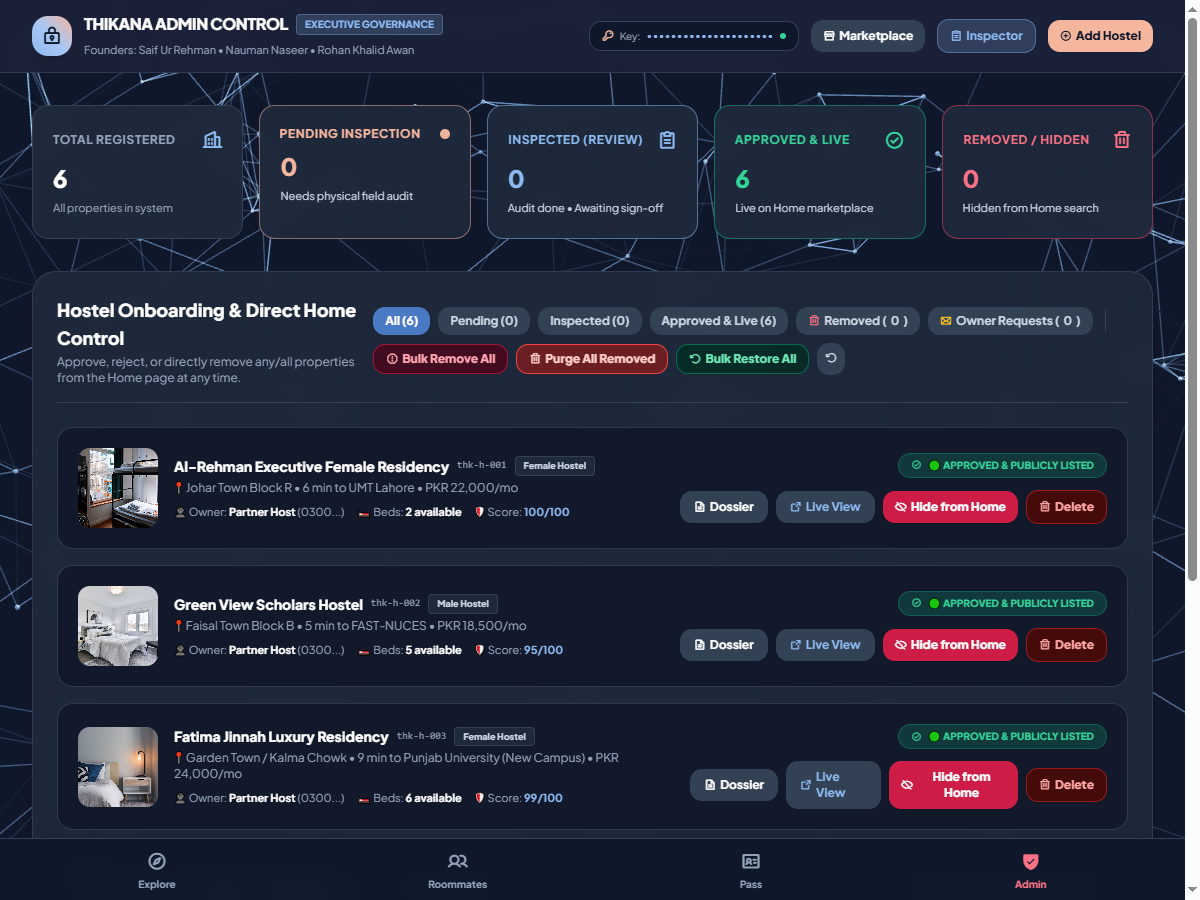 THIKANA ADMIN CONTROL EXECUTIVE GOVERNANCE
Founders: Saif Ur Rehman • Nauman Naseer • Rohan Khalid Awan
Key: •••••••••••••••••••••• Marketplace Inspector Add Hostel
TOTAL REGISTERED
6
All properties in system
PENDING INSPECTION
0
Needs physical field audit
INSPECTED (REVIEW)
0
Audit done • Awaiting sign-off
APPROVED & LIVE
6
Live on Home marketplace
REMOVED / HIDDEN
0
Hidden from Home search
Hostel Onboarding & Direct Home
Control
Approve, reject, or directly remove any/all properties
from the Home page at any time.
All (6) Pending (0) Inspected (0) Approved & Live (6) Removed ( 0 ) Owner Requests ( 0 )
Bulk Remove All Purge All Removed Bulk Restore All
Al-Rehman Executive Female Residency thk-h-001 Female Hostel
Johar Town Block R • 6 min to UMT Lahore • PKR 22,000/mo
Owner: Partner Host (0300...) Beds: 2 available Score: 100/100
APPROVED & PUBLICLY LISTED
Dossier Live View Hide from Home Delete
Green View Scholars Hostel thk-h-002 Male Hostel
Faisal Town Block B • 5 min to FAST-NUCES • PKR 18,500/mo
Owner: Partner Host (0300...) Beds: 5 available Score: 95/100
APPROVED & PUBLICLY LISTED
Dossier Live View Hide from Home Delete
Fatima Jinnah Luxury Residency thk-h-003 Female Hostel
Garden Town / Kalma Chowk • 9 min to Punjab University (New Campus) • PKR
24,000/mo
Owner: Partner Host (0300...) Beds: 6 available Score: 99/100
APPROVED & PUBLICLY LISTED
Dossier Live View Hide from Home Delete
Explore Roommates Pass Admin